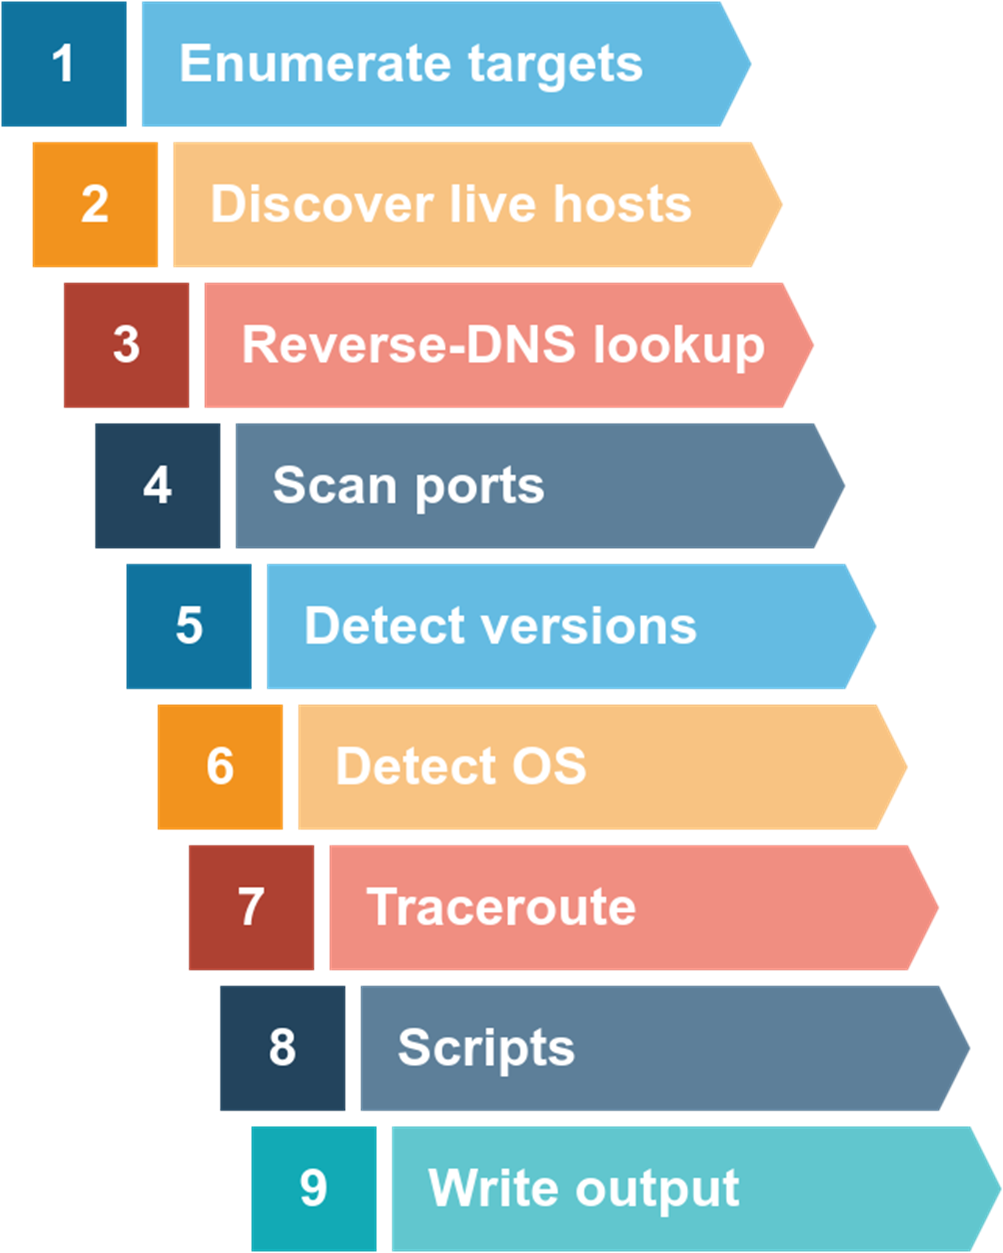 1 Enumerate targets
2 Discover live hosts
3 Reverse-DNS lookup
4 Scan ports
5 Detect versions
6 Detect OS
7 Traceroute
8 Scripts
9 Write output